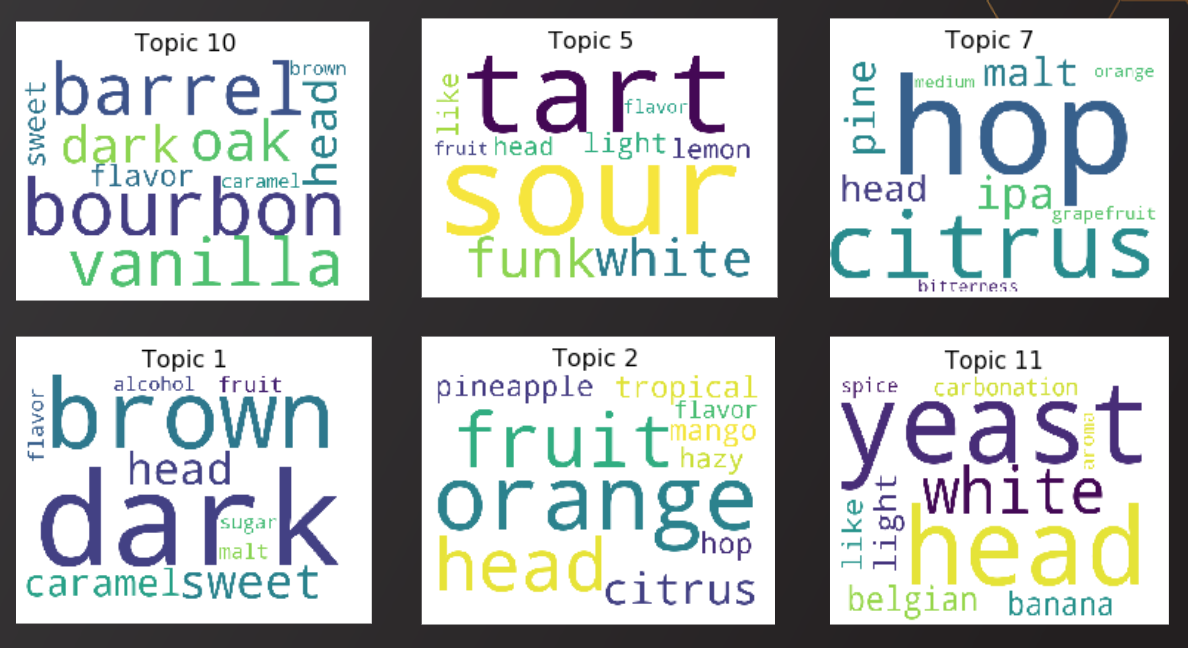 Topic 10
brown
barrel
sweet
head
dark oak
flavor
caramel
bourbon
vanilla
Topic 5
like
tart
flavor
fruit head light lemon
sour
funk white
Topic 7
pine
medium malt orange
hop
head
ipa
grapefruit
citrus
bitterness
Topic 1
alcohol fruit
flavor
brown
head
dark
sugar
malt
caramel sweet
Topic 2
pineapple tropical
flavor
fruit
mango
hazy
orange
hop
head
citrus
Topic 11
spice carbonation
yeast
aroma
white
like
light
head
belgian banana